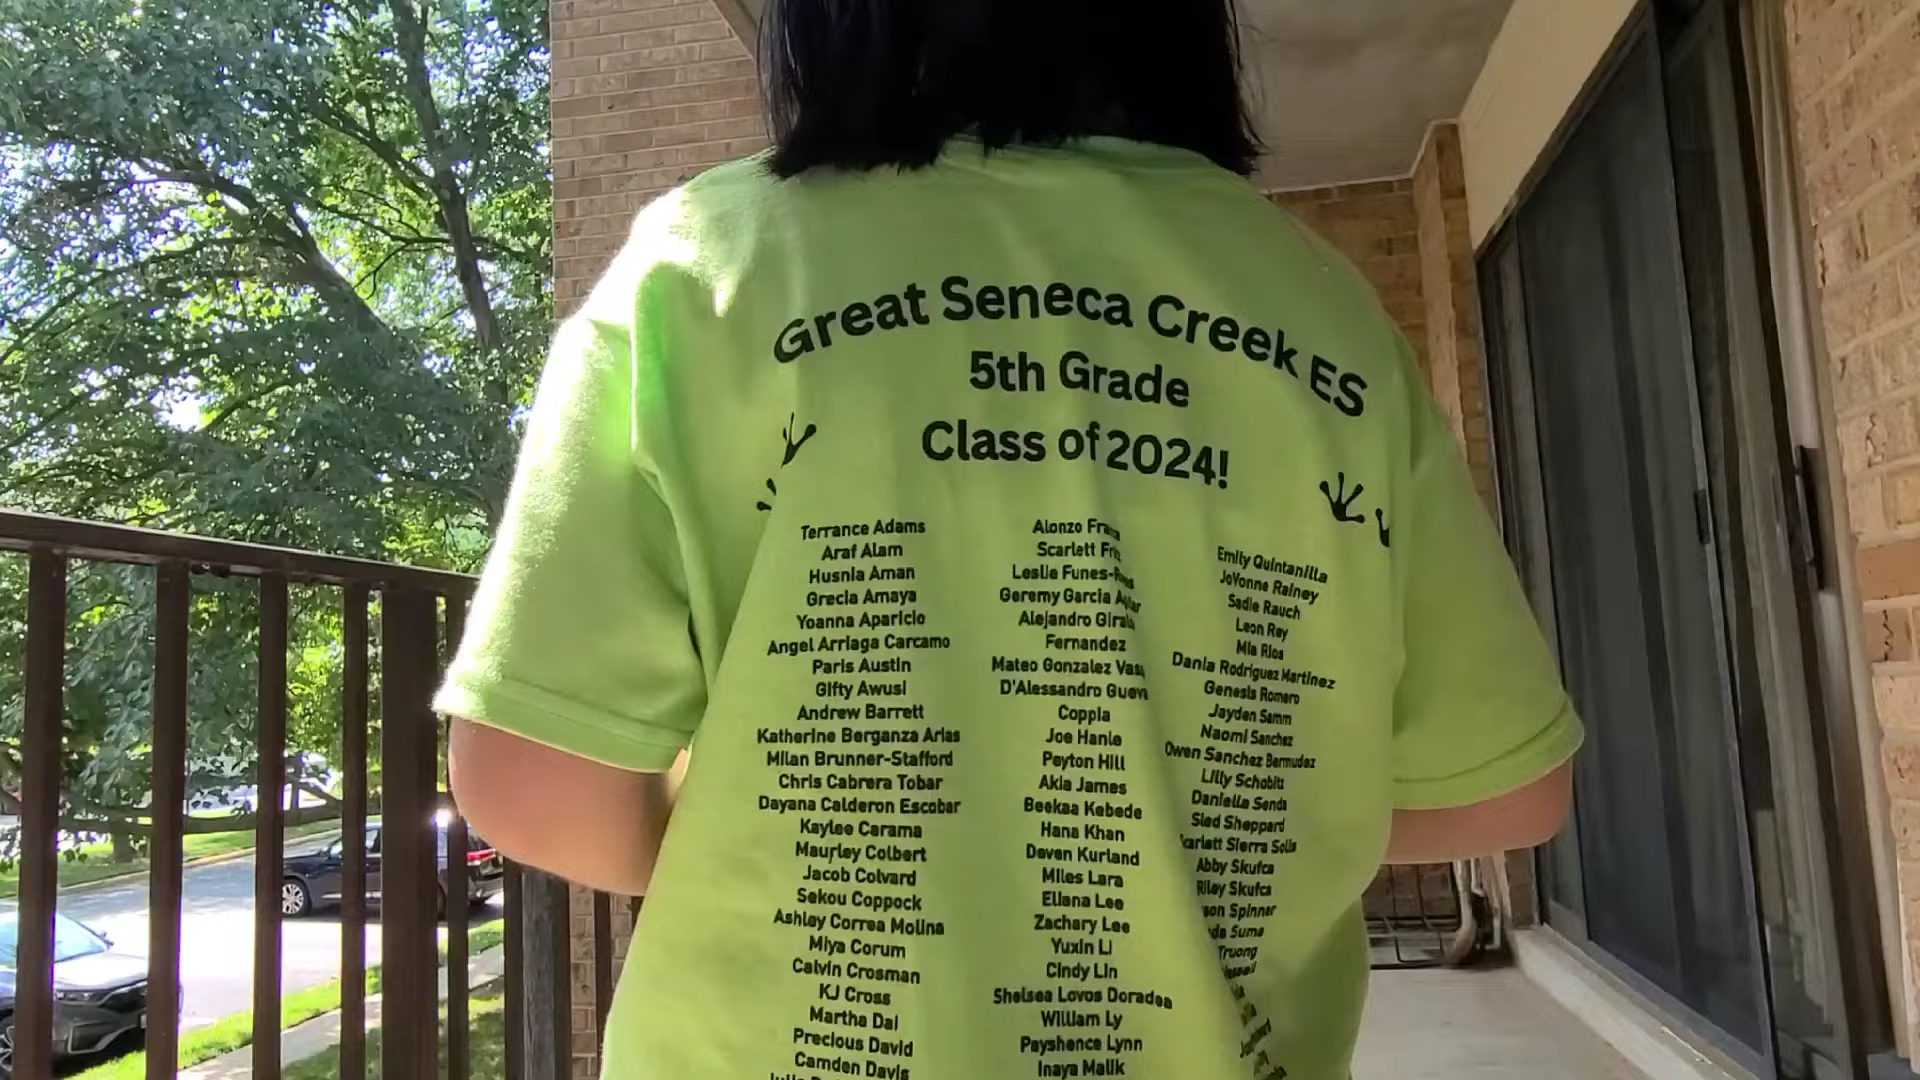 Great Seneca Creek ES
5th Grade
Class of 2024!
Terrance Adams
Araf Alam
Husnia Aman
Grecia Amaya
Yoanna Aparicio
Angel Arriaga Carcamo
Paris Austin
Gifty Awusi
Andrew Barrett
Katherine Berganza Arias
Milan Brunner-Stafford
Chris Cabrera Tobar
Dayana Calderon Escobar
Kaylee Carama
Maurley Colbert
Jacob Colvard
Sekou Coppock
Ashley Correa Molina
Miya Corum
Calvin Crosman
KJ Cross
Martha Dai
Precious David
Camden Davis
Alonzo
Scarlett
Leslie
Geremy Garcia
Alejandro
Fernandez
Mateo Gonzalez
D'Alessandro
Coppla
Joe Hanle
Peyton Hill
Akia James
Beekaa Kebede
Hana Khan
Deven Kurland
Miles Lara
Eliana Lee
Zachary Lee
Yuxin Li
Cindy Lin
Shelsea Lovos Doradea
William Ly
Payshence Lynn
Inaya Malik
Emily Quintanilla
JoVonne Rainey
Sadie Rauch
Leon Ray
Mia Rios
Dania Rodriguez Martinez
Genesis Romero
Jayden Samm
Naomi Sanchez
Owen Sanchez Bermudez
Lilly Schobitz
Daniella Senda
Sled Sheppard
Sierra Solis
Abby Skufca
Riley Skufca
Spinner
Suma
Truong